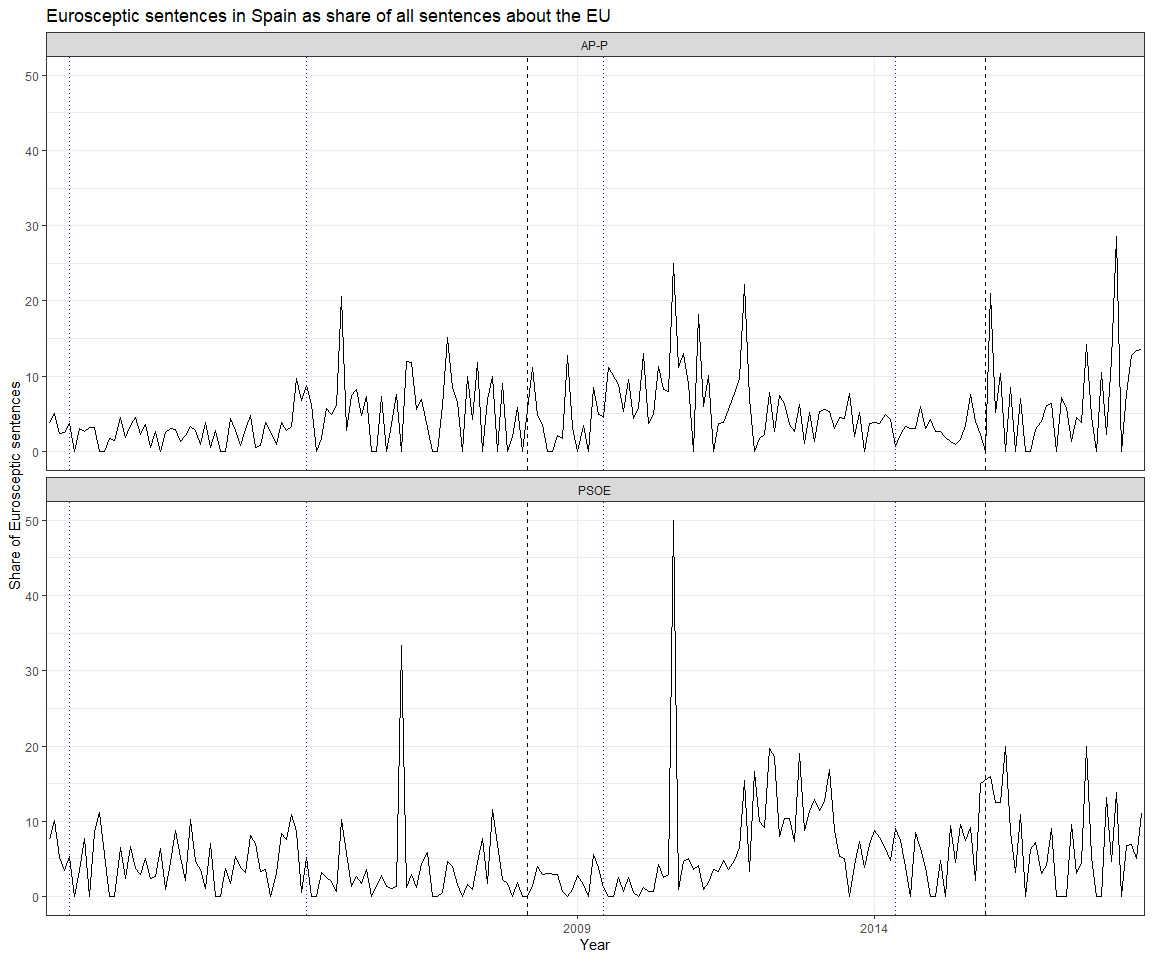 Eurosceptic sentences in Spain as share of all sentences about the EU
AP-P
50
40
30
20
10
0
PSOE
50
40
30
20
10
0
Share of Eurosceptic sentences
2009
2014
Year